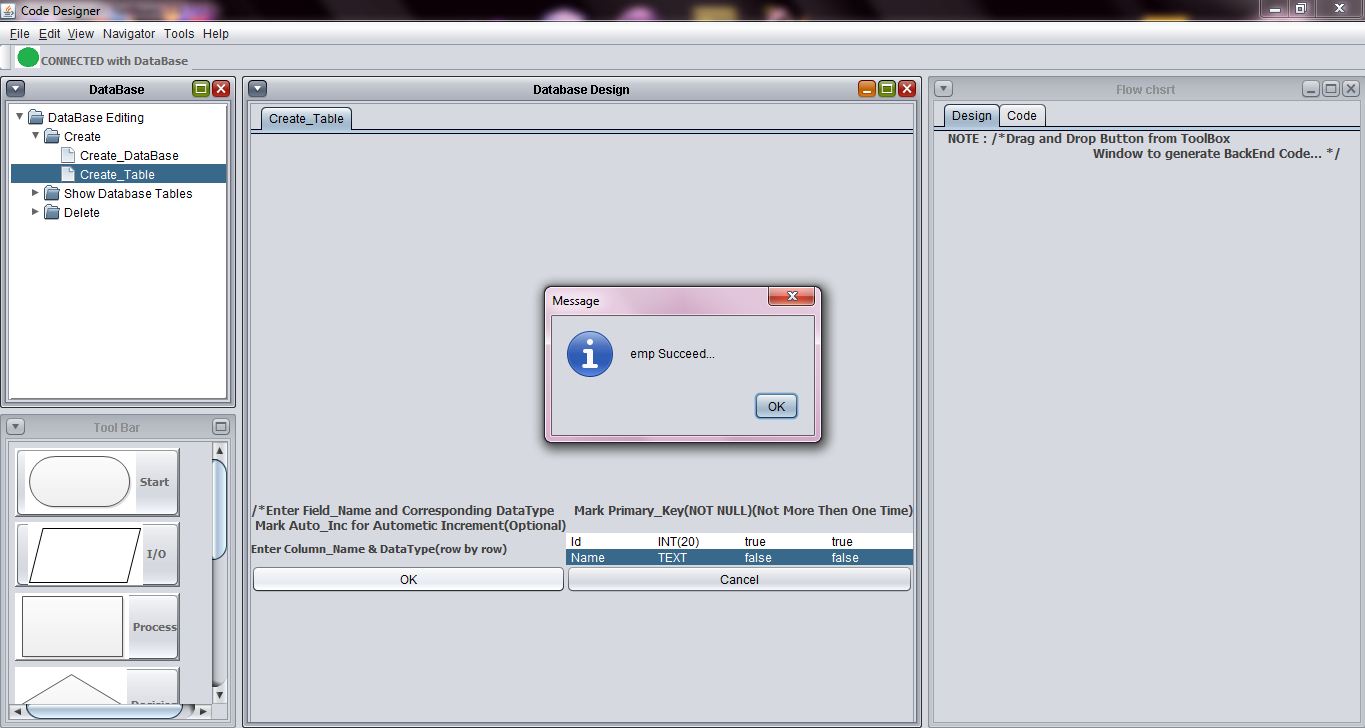 Code Designer
File Edit View Navigator Tools Help
CONNECTED with DataBase
DataBase
DataBase Editing
Create
Create_DataBase
Create_Table
Show Database Tables
Delete
Tool Bar
Start
I/O
Process
Database Design
Create_Table
Message
emp Succeed...
OK
/*Enter Field_Name and Corresponding DataType Mark Primary_Key(NOT NULL)(Not More Then One Time)
Mark Auto_Inc for Autometic Increment(Optional)
Enter Column_Name & DataType(row by row)
Id INT(20) true true
Name TEXT false false
OK Cancel
Flow chsrt
Design Code
NOTE : /*Drag and Drop Button from ToolBox
Window to generate BackEnd Code... */